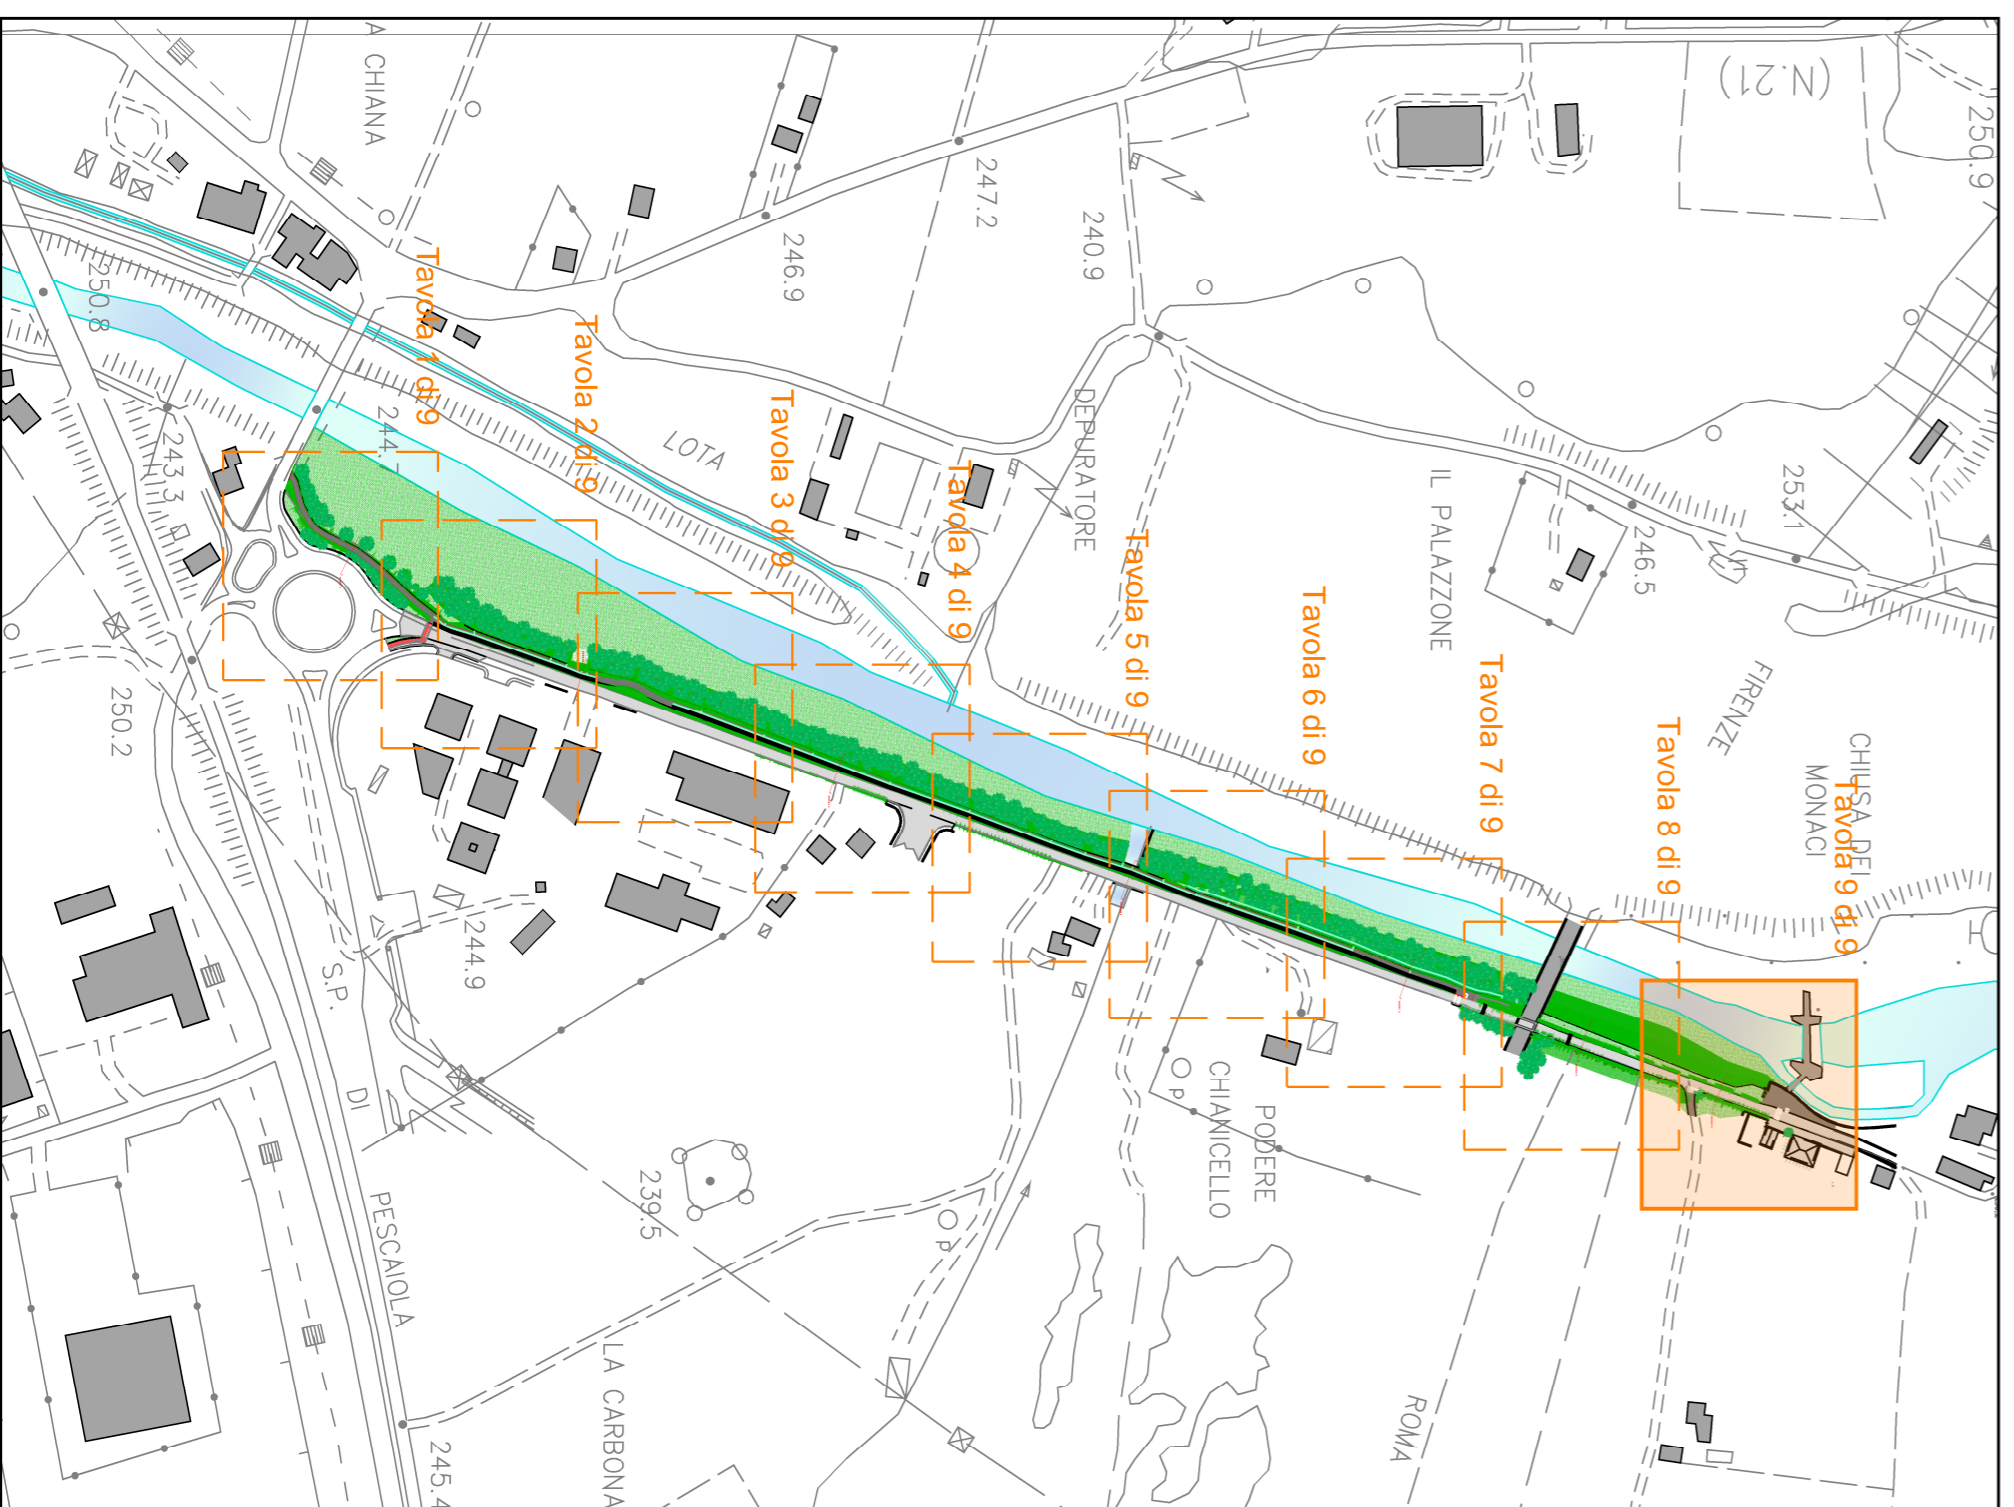 A CHIANA
(N.21)
250.9
247.2
240.9
246.9
250.8
Tavola 1 di 9
Tavola 2 di 9
Tavola 3 di 9
Tavola 4 di 9
Tavola 5 di 9
Tavola 6 di 9
Tavola 7 di 9
Tavola 8 di 9
Tavola 9 di 9
LOTA
DEPURATORE
IL PALAZZONE
253.1
246.5
244.
243.3
FIRENZE
CHIUSA DEI
MONACI
250.2
244.9
S.P.
DI
PESCAIOLA
239.5
p
p
PODERE
CHIANICELLO
ROMA
LA CARBONA
245.4